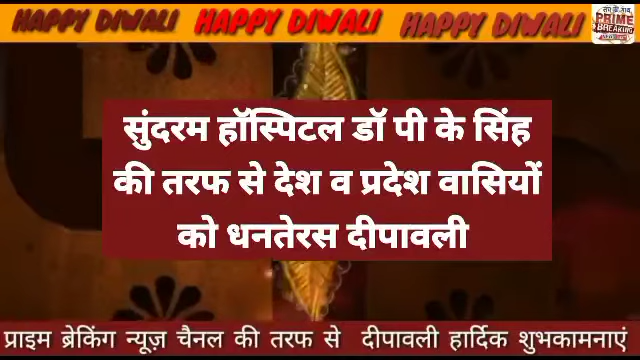 HAPPY DIWALI HAPPY DIWALI HAPPY DIWALI
PRIME
BREAKING
सुंदरम हॉस्पिटल डॉ पी के सिंह
की तरफ से देश व प्रदेश वासियों
को धनतेरस दीपावली
प्राइम ब्रेकिंग न्यूज़ चैनल की तरफ से दीपावली हार्दिक शुभकामनाएं